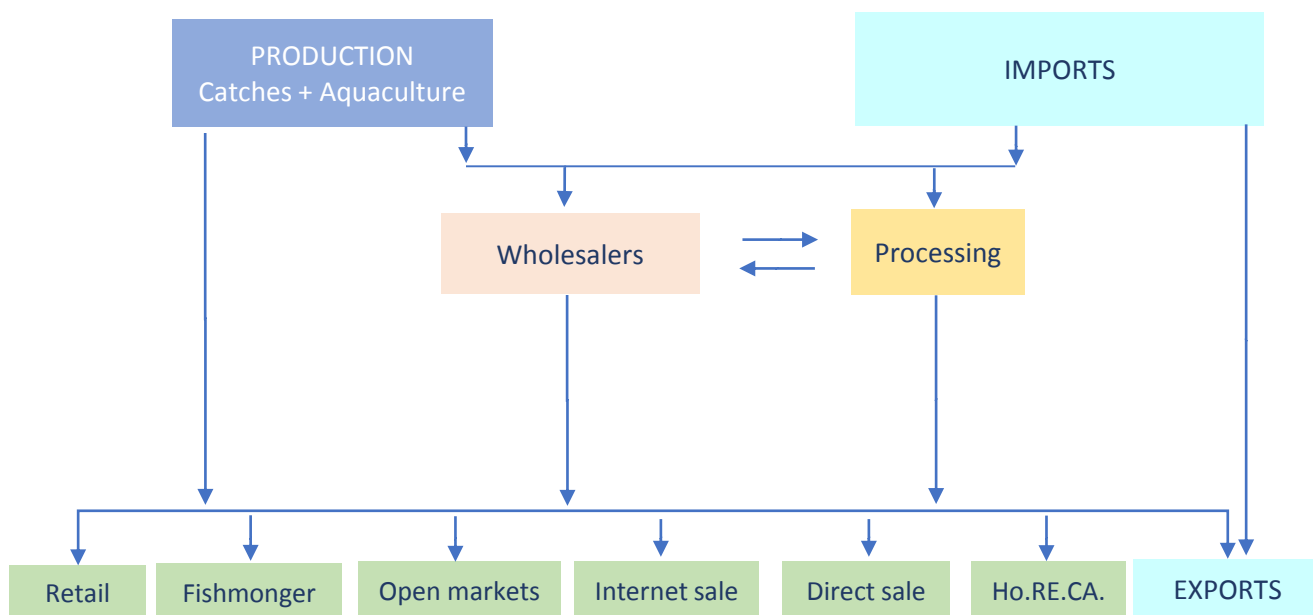 PRODUCTION
Catches + Aquaculture
IMPORTS
Wholesalers
Processing
Retail
Fishmonger
Open markets
Internet sale
Direct sale
Ho.RE.CA.
EXPORTS